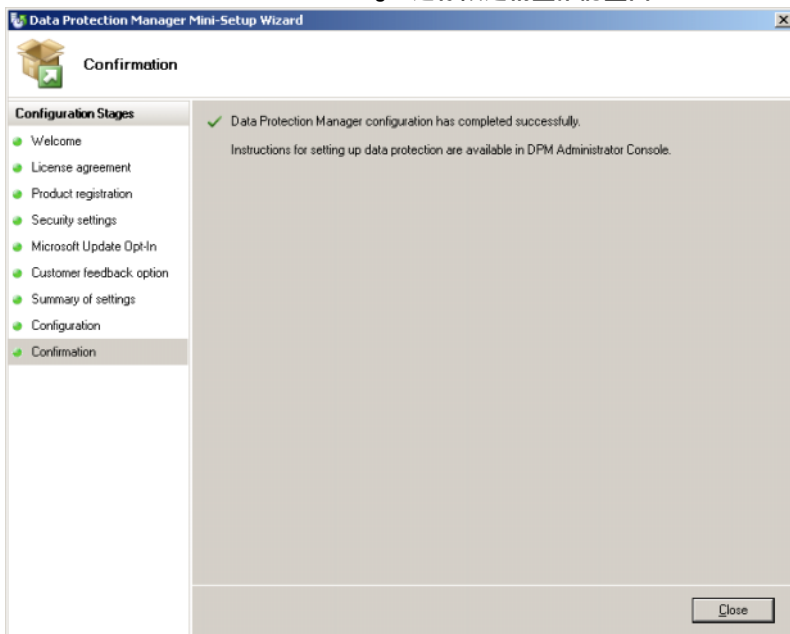 Data Protection Manager Mini-Setup Wizard
Confirmation
Configuration Stages
Welcome
License agreement
Product registration
Security settings
Microsoft Update Opt-In
Customer feedback option
Summary of settings
Configuration
Confirmation
Data Protection Manager configuration has completed successfully.
Instructions for setting up data protection are available in DPM Administrator Console.
Close